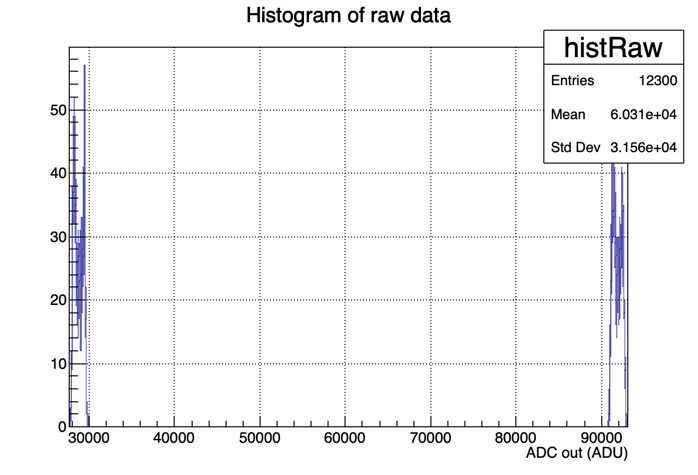 Histogram of raw data
histRaw
Entries 12300
Mean 6.031e+04
Std Dev 3.156e+04
50
40
30
20
10
0
30000 40000 50000 60000 70000 80000 90000
ADC out (ADU)